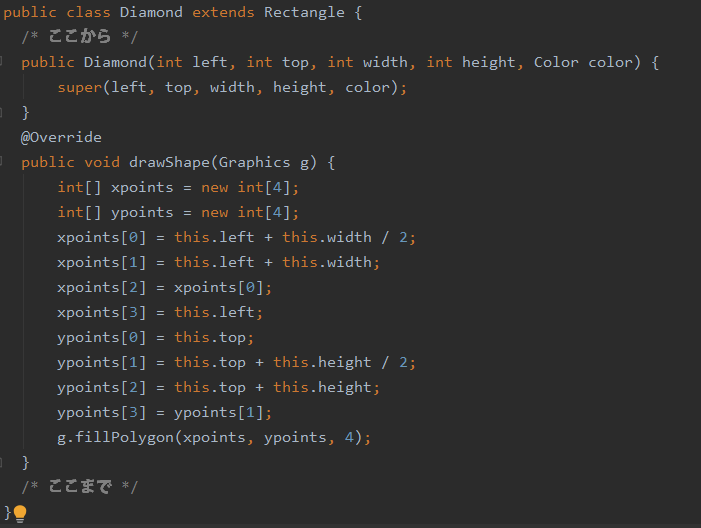 public class Diamond extends Rectangle {
/* ここから */
public Diamond(int left, int top, int width, int height, Color color) {
super(left, top, width, height, color);
}
@Override
public void drawShape(Graphics g) {
int[] xpoints = new int[4];
int[] ypoints = new int[4];
xpoints[0] = this.left + this.width / 2;
xpoints[1] = this.left + this.width;
xpoints[2] = xpoints[0];
xpoints[3] = this.left;
ypoints[0] = this.top;
ypoints[1] = this.top + this.height / 2;
ypoints[2] = this.top + this.height;
ypoints[3] = ypoints[1];
g.fillPolygon(xpoints, ypoints, 4);
}
/* ここまで */
}